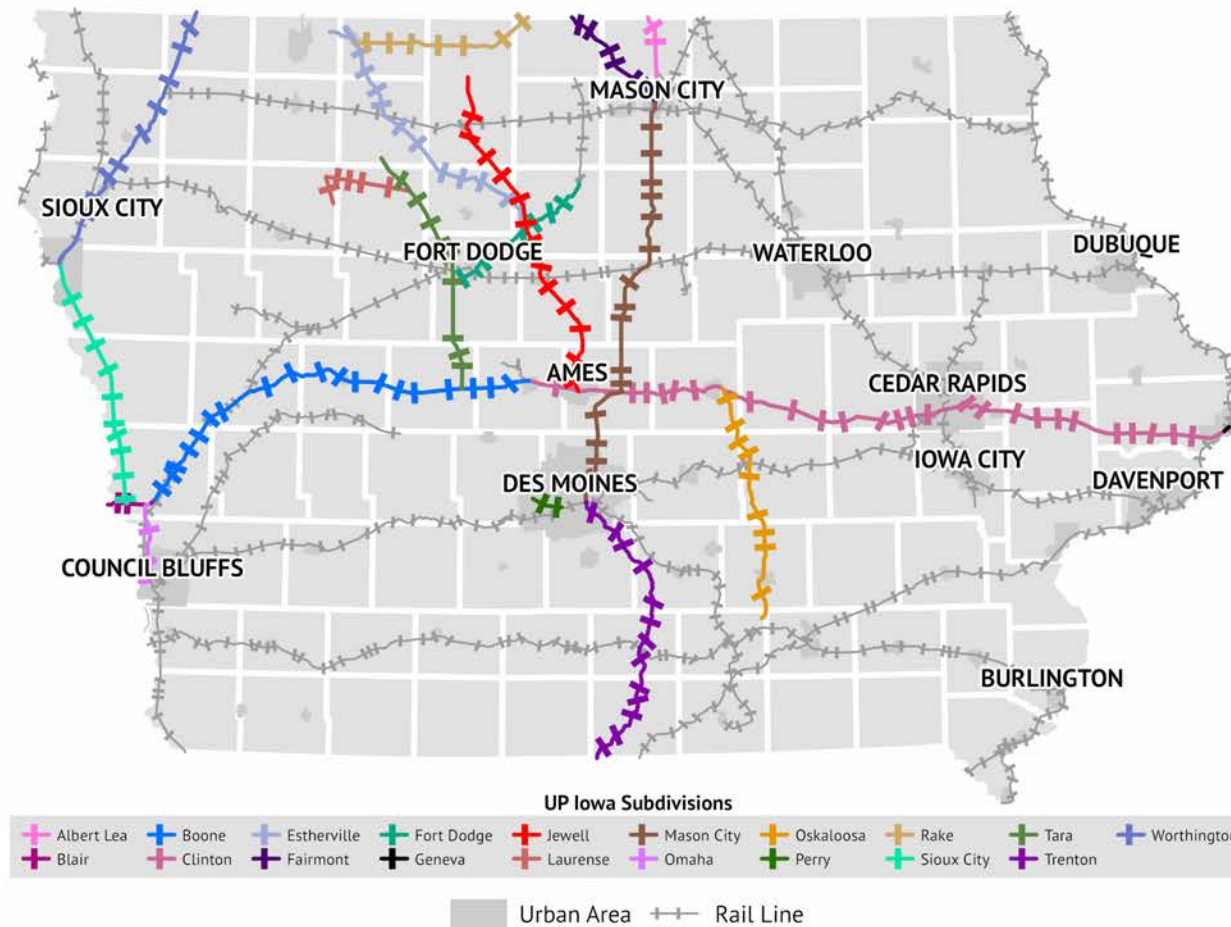 MASON CITY
SIOUX CITY
FORT DODGE
WATERLOO
DUBUQUE
AMES
CEDAR RAPIDS
IOWA CITY
DES MOINES
DAVENPORT
COUNCIL BLUFFS
BURLINGTON
UP Iowa Subdivisions
Albert Lea Boone Estherville Fort Dodge Jewell Mason City Oskaloosa Rake Tara Worthington
Blair Clinton Fairmont Geneva Laurense Omaha Perry Sioux City Trenton
Urban Area Rail Line